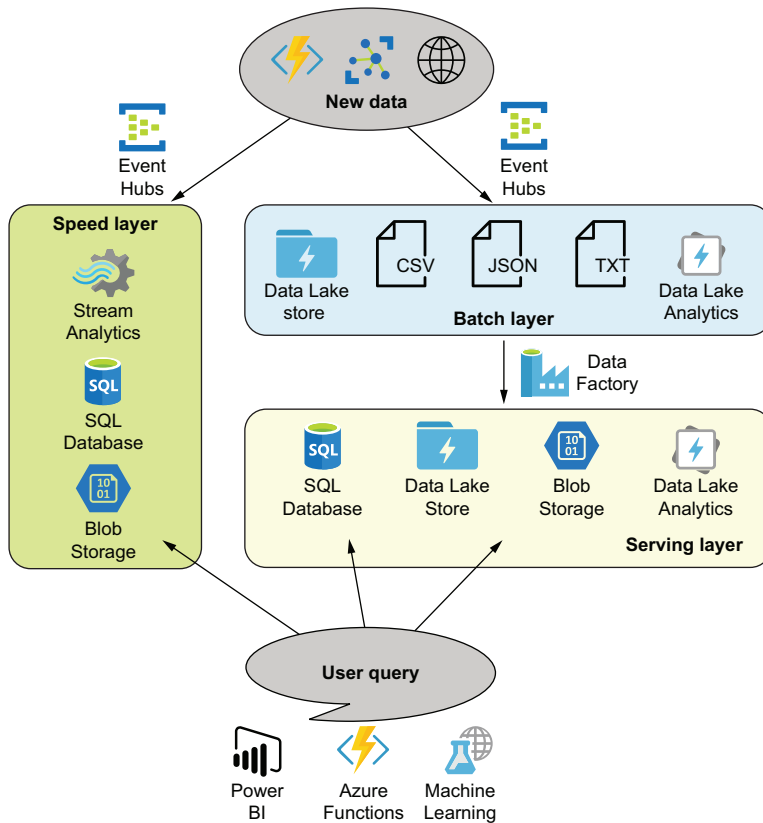 New data
Event
Hubs
Event
Hubs
Speed layer
Stream
Analytics
SQL
SQL
Database
10
01
Blob
Storage
CSV
JSON
TXT
Data Lake
store
Data Lake
Analytics
Batch layer
Data
Factory
SQL
10
01
SQL
Database
Data Lake
Store
Blob
Storage
Data Lake
Analytics
Serving layer
User query
Power
BI
Azure
Functions
Machine
Learning